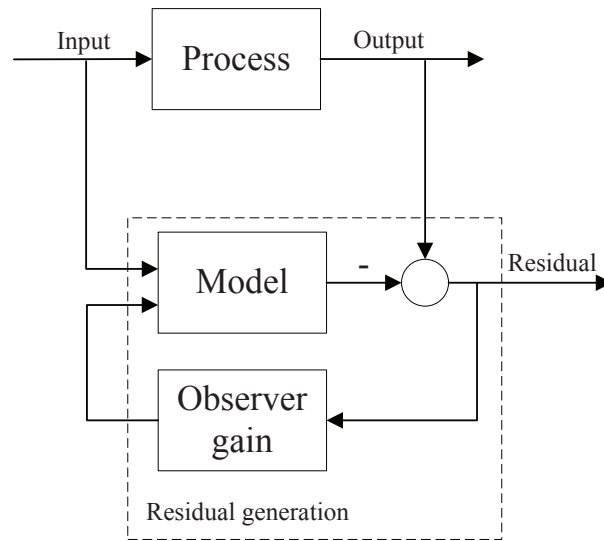 Input
Process
Output
Model
-
Residual
Observer
gain
Residual generation